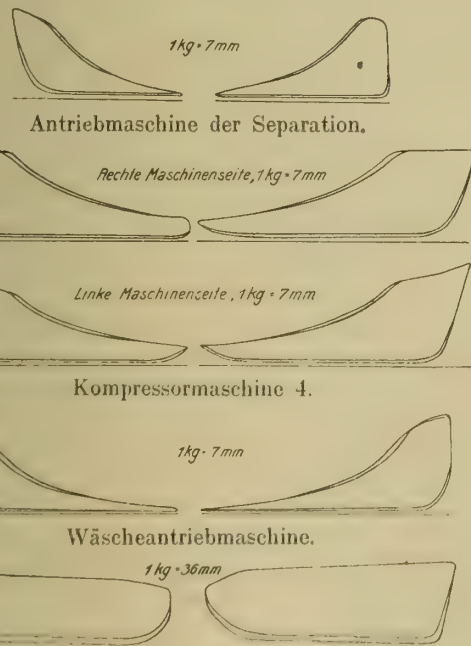 1kg = 7mm
Antriebmaschine der Separation.
Rechte Maschinenseite, 1kg = 7mm
Linke Maschinenseite, 1kg = 7mm
Kompressormaschine 4.
1kg = 7mm
Wäscheantriebmaschine.
1kg = 36mm